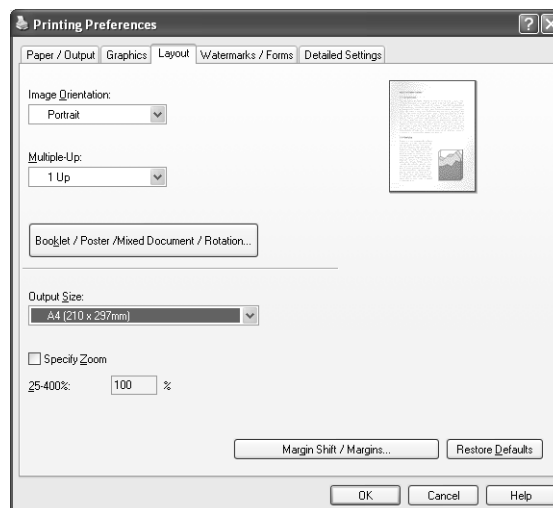 Printing Preferences
Paper / Output Graphics Layout Watermarks / Forms Detailed Settings
Image Orientation:
Portrait
Multiple-Up:
1 Up
Booklet / Poster /Mixed Document / Rotation...
Output Size:
A4 (210 x 297mm)
Specify Zoom
25-400%: 100 %
Margin Shift / Margins... Restore Defaults
OK Cancel Help